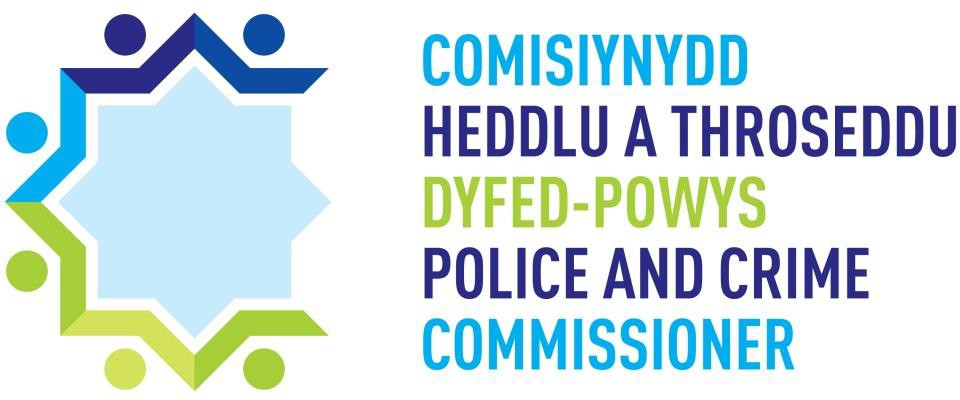 COMISIYNYDD
HEDDLU A THROSEDDU
DYFED-POWYS
POLICE AND CRIME
COMMISSIONER